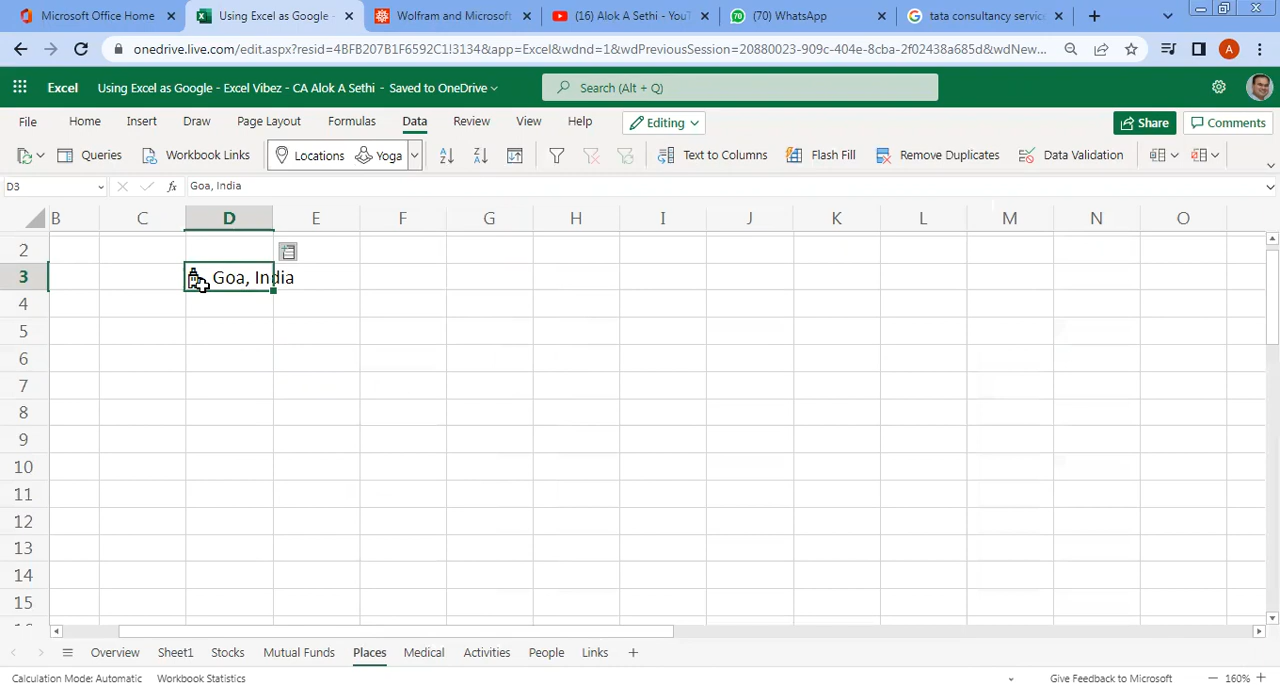 Microsoft Office Home
Using Excel as Google -
Wolfram and Microsoft
(16) Alok A Sethi - YouT
(70) WhatsApp
tata consultancy servic
onedrive.live.com/edit.aspx?resid=4BFB207B1F6592C1!3134&app=Excel&wdnd=1&wdPreviousSession=20880023-909c-404e-8cba-2f02438a685d&wdNew...
A
Excel Using Excel as Google - Excel Vibez - CA Alok A Sethi - Saved to OneDrive
Search (Alt + Q)
File Home Insert Draw Page Layout Formulas Data Review View Help Editing Share Comments
Queries Workbook Links Locations Yoga Text to Columns Flash Fill Remove Duplicates Data Validation
D3 fx Goa, India
B C D E F G H I J K L M N O
2
3 Goa, India
4
5
6
7
8
9
10
11
12
13
14
15
Overview Sheet1 Stocks Mutual Funds Places Medical Activities People Links
Calculation Mode: Automatic Workbook Statistics Give Feedback to Microsoft 160%